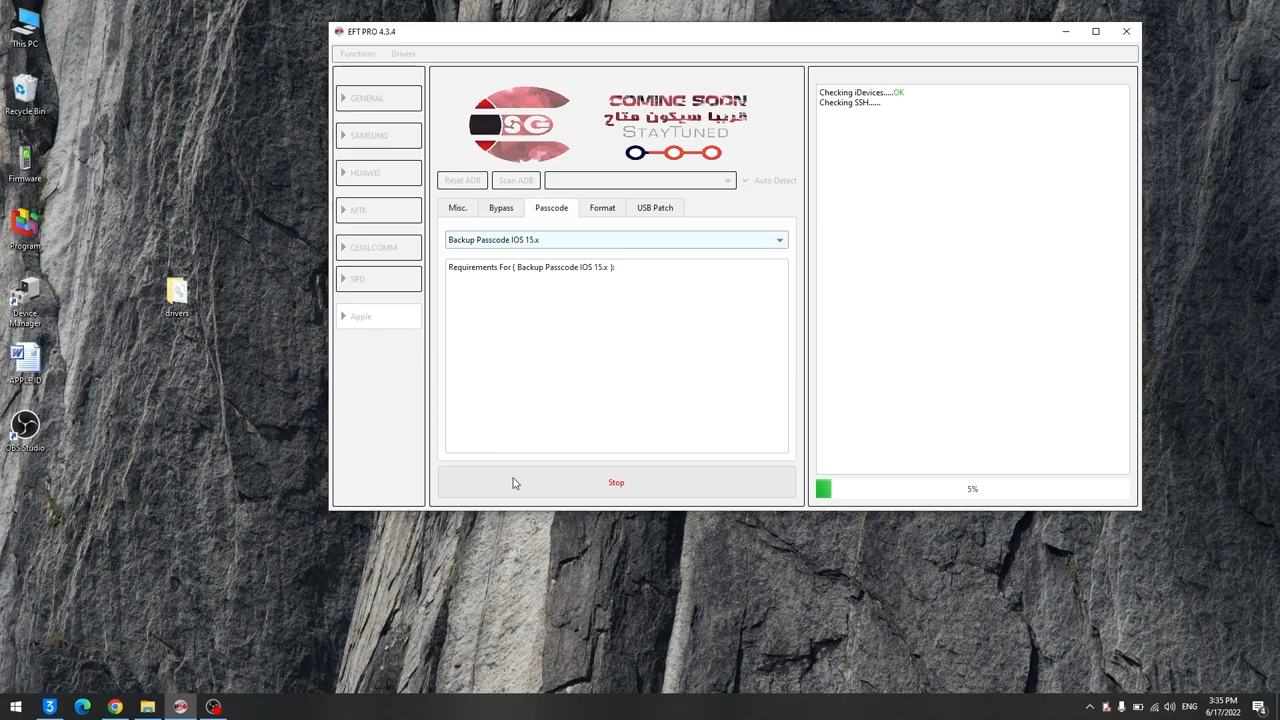 This PC
Recycle Bin
Firmware
Program
Device
Manager
APPLE ID
OBS Studio
drivers
EFT PRO 4.3.4
Functions
Drivers
GENERAL
SAMSUNG
HUAWEI
MTK
QUALCOMM
SPD
Apple
SG
COMING SOON
قريبا سيكون متاح
STAYTUNED
Reset ADB
Scan ADB
Auto Detect
Misc.
Bypass
Passcode
Format
USB Patch
Backup Passcode IOS 15.x
Requirements For ( Backup Passcode IOS 15.x ):
Stop
Checking iDevices.....OK
Checking SSH......
5%
ENG
3:35 PM
6/17/2022
4